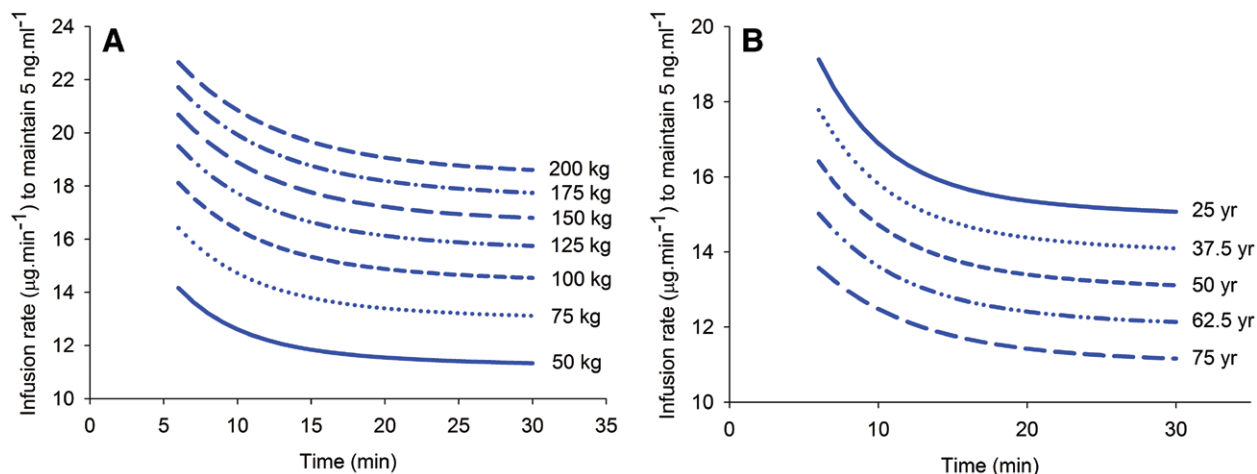 A
Infusion rate (µg.min⁻¹) to maintain 5 ng.ml⁻¹
24
22
20
18
16
14
12
10
0 5 10 15 20 25 30 35
Time (min)
200 kg
175 kg
150 kg
125 kg
100 kg
75 kg
50 kg
B
Infusion rate (µg.min⁻¹) to maintain 5 ng.ml⁻¹
20
18
16
14
12
10
0 10 20 30
Time (min)
25 yr
37.5 yr
50 yr
62.5 yr
75 yr